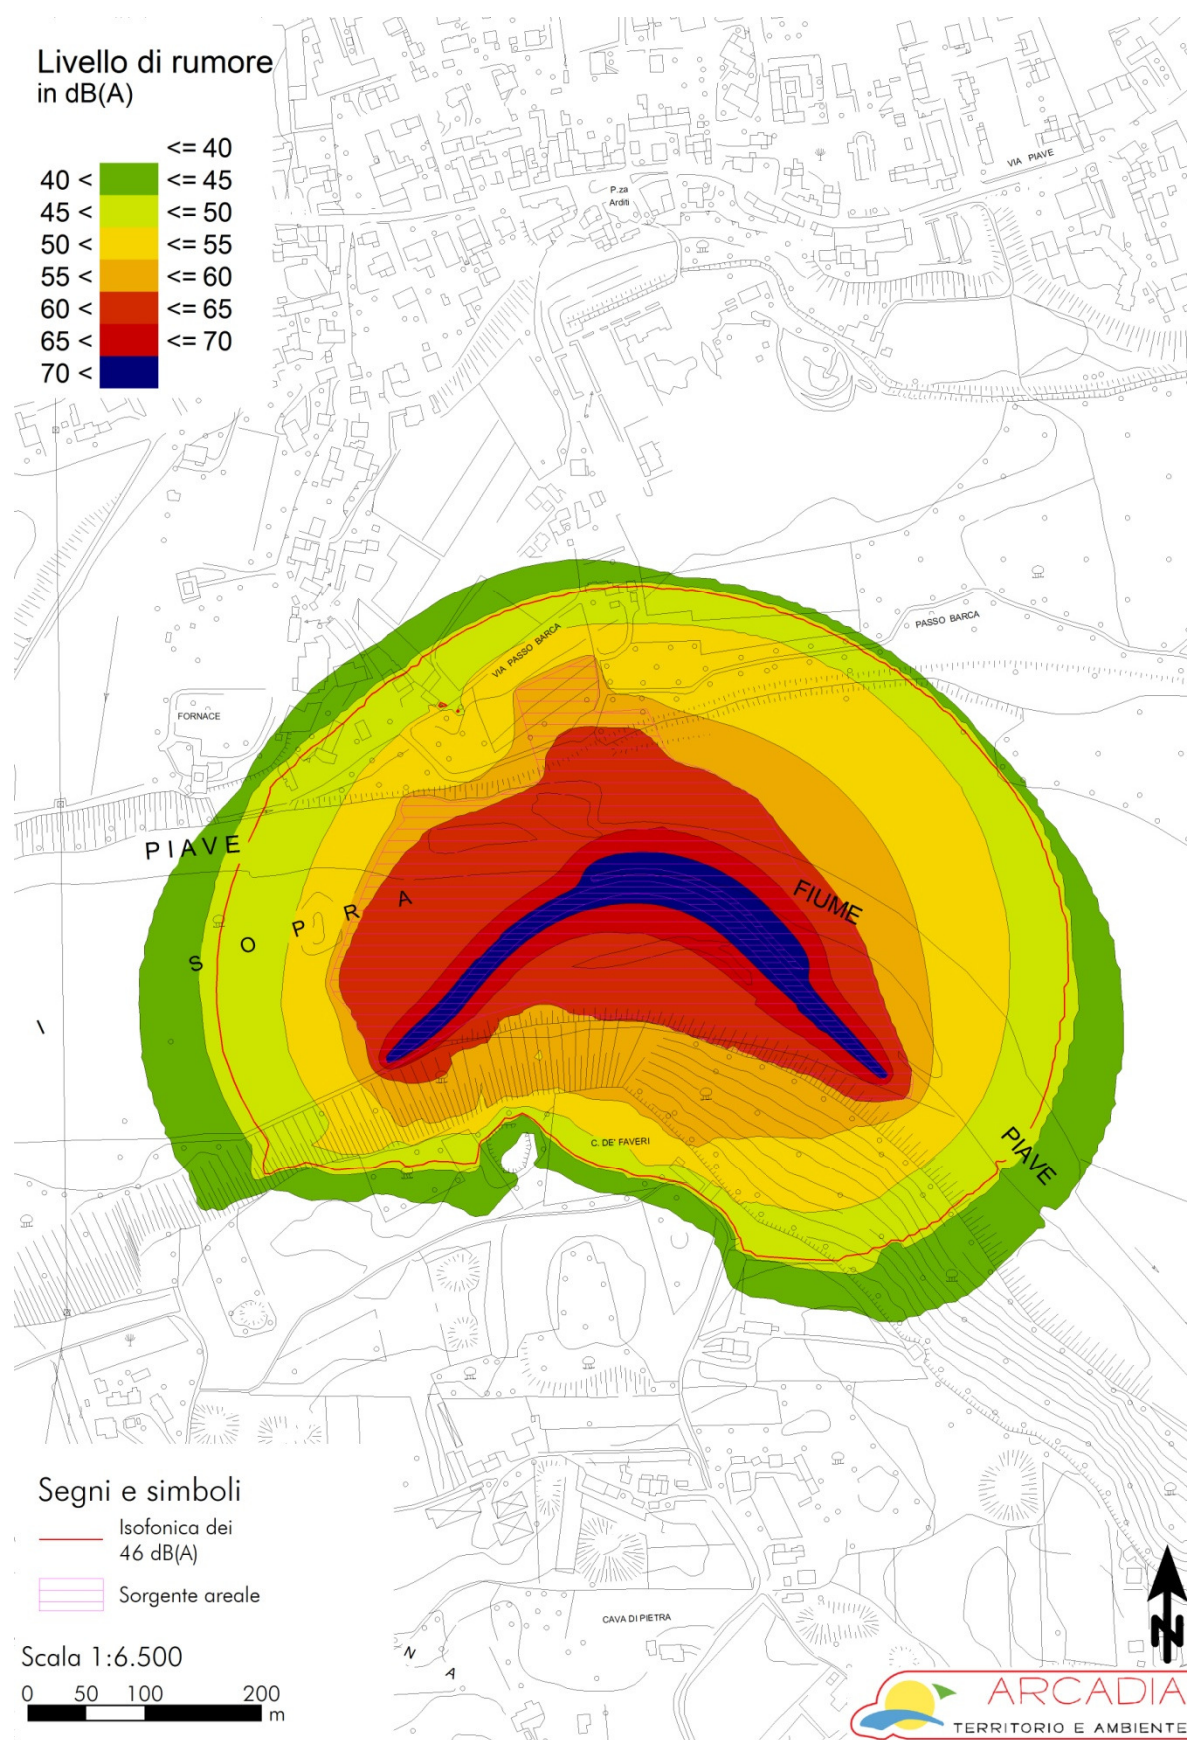 Livello di rumore
in dB(A)
<= 40
40 < <= 45
45 < <= 50
50 < <= 55
55 < <= 60
60 < <= 65
65 < <= 70
70 <
VIA PIAVE
P.za
Arditi
PASSO BARCA
VIA PASSO BARCA
FORNACE
PIAVE
FIUME
SOPRA
I
C. DE' FAVERI
PIAVE
Segni e simboli
Isofonica dei
46 dB(A)
Sorgente areale
CAVA DI PIETRA
N A
Scala 1:6.500
0 50 100 200
m
N
ARCADIA
TERRITORIO E AMBIENTE